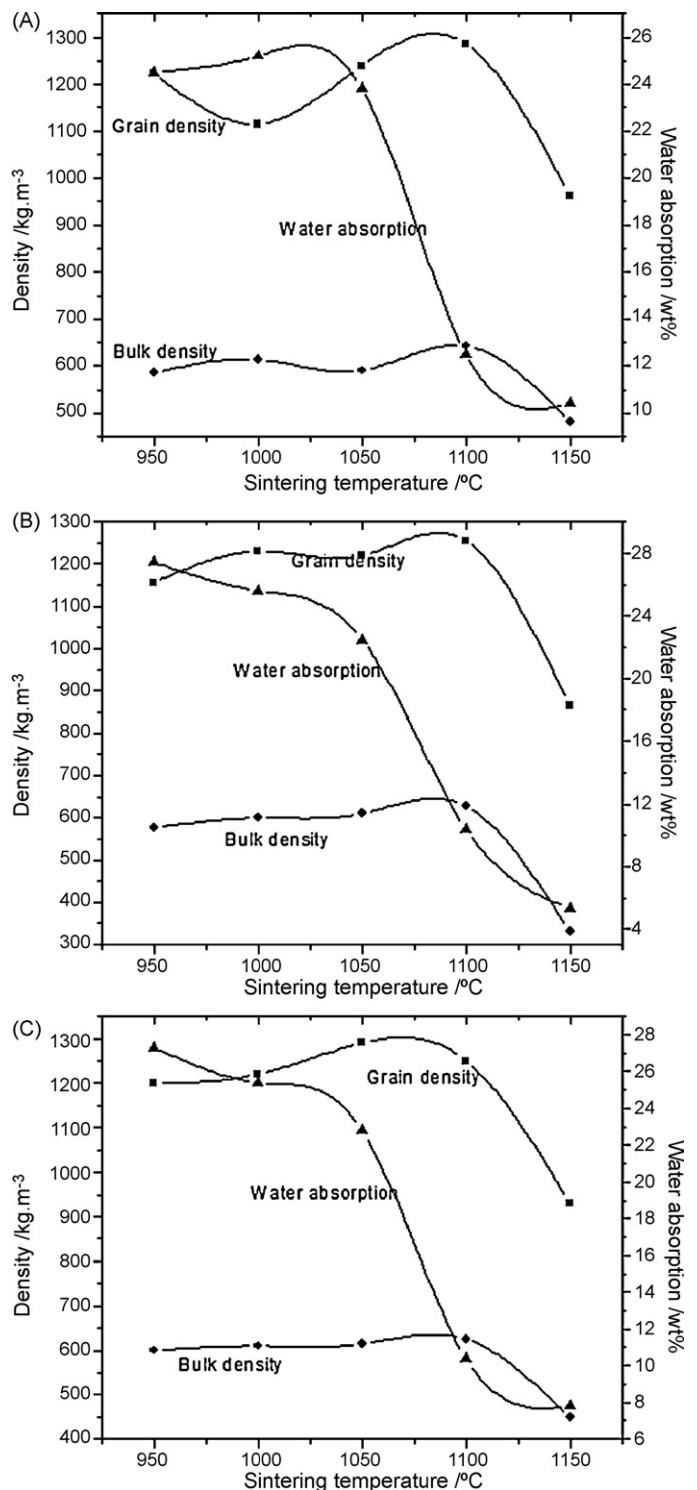 (A)
1300
1200
1100
1000
900
800
700
600
500
26
24
22
20
18
16
14
12
10
Density /kg.m-3
Water absorption /wt%
Grain density
Water absorption
Bulk density
950 1000 1050 1100 1150
Sintering temperature /ºC
(B)
1300
1200
1100
1000
900
800
700
600
500
400
300
28
24
20
16
12
8
4
Density /kg.m-3
Water absorption /wt%
Grain density
Water absorption
Bulk density
950 1000 1050 1100 1150
Sintering temperature /ºC
(C)
1300
1200
1100
1000
900
800
700
600
500
400
28
26
24
22
20
18
16
14
12
10
8
6
Density /kg.m-3
Water absorption /wt%
Grain density
Water absorption
Bulk density
950 1000 1050 1100 1150
Sintering temperature /ºC